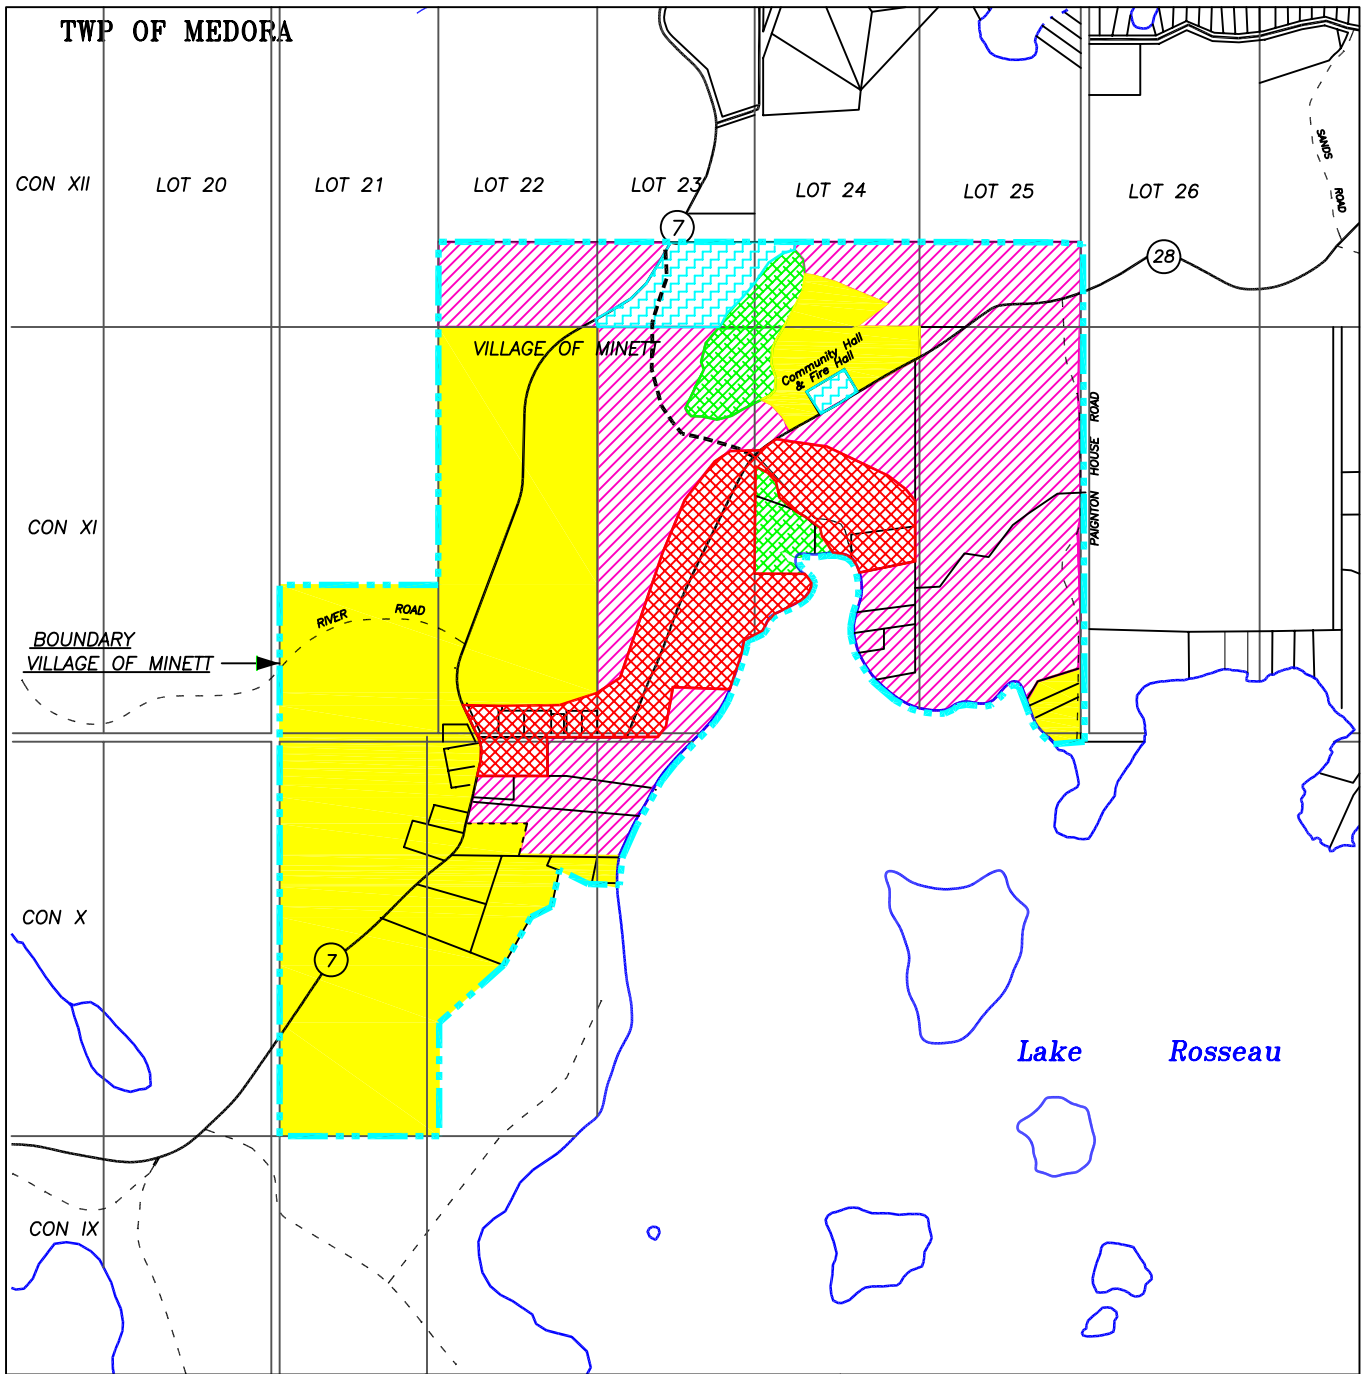 TWP OF MEDORA
SANDS
ROAD
CON XII
LOT 20
LOT 21
LOT 22
LOT 23
LOT 24
LOT 25
LOT 26
7
28
VILLAGE OF MINETT
Community Hall
& Fire Hall
PAIGNTON HOUSE ROAD
CON XI
RIVER ROAD
BOUNDARY
VILLAGE OF MINETT
CON X
7
Lake Rosseau
CON IX